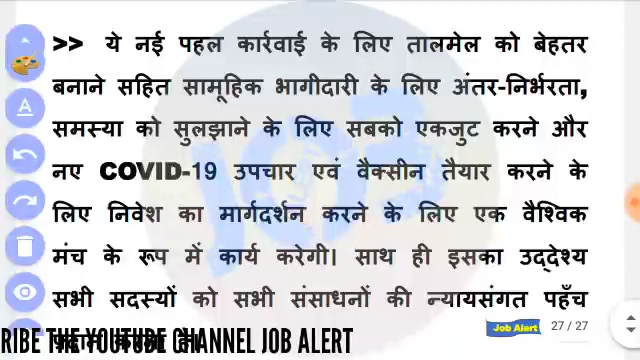 >> ये नई पहल कार्रवाई के लिए तालमेल को बेहतर
बनाने सहित सामूहिक भागीदारी के लिए अंतर-निर्भरता,
समस्या को सुलझाने के लिए सबको एकजुट करने और
नए COVID-19 उपचार एवं वैक्सीन तैयार करने के
लिए निवेश का मार्गदर्शन करने के लिए एक वैश्विक
मंच के रूप में कार्य करेगी। साथ ही इसका उद्देश्य
सभी सदस्यों को सभी संसाधनों की न्यायसंगत पहुँच
Job Alert 27 / 27
RIBE THE YOUTUBE CHANNEL JOB ALERT